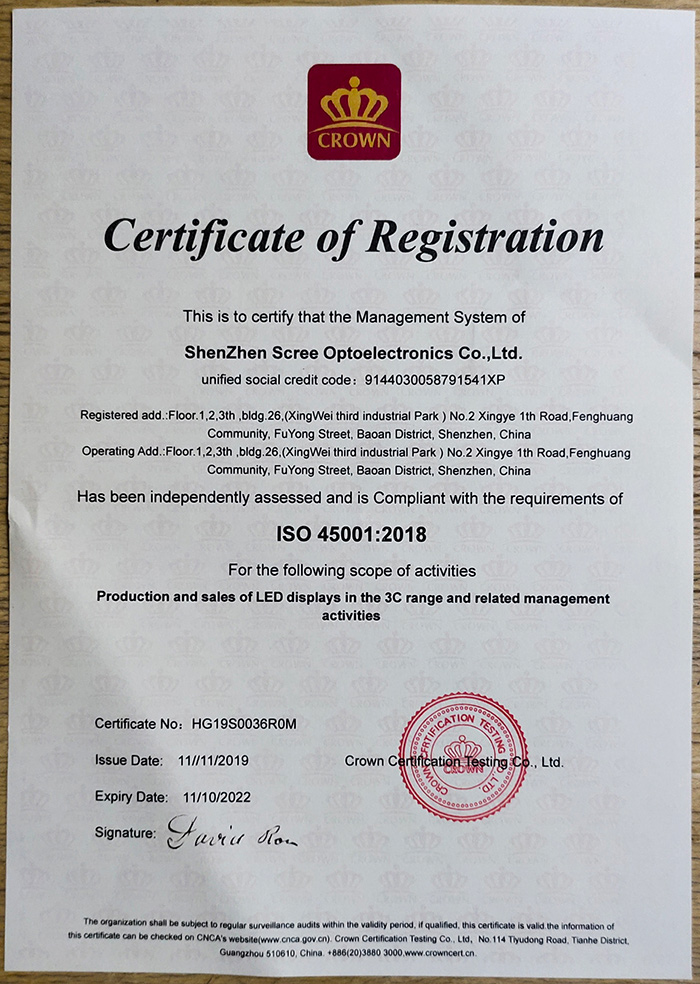 CROWN
Certificate of Registration
This is to certify that the Management System of
ShenZhen Scree Optoelectronics Co.,Ltd.
unified social credit code：9144030058791541XP
Registered add.:Floor.1,2,3th ,bldg.26,(XingWei third industrial Park ) No.2 Xingye 1th Road,Fenghuang
Community, FuYong Street, Baoan District, Shenzhen, China
Operating Add.:Floor.1,2,3th ,bldg.26,(XingWei third industrial Park ) No.2 Xingye 1th Road,Fenghuang
Community, FuYong Street, Baoan District, Shenzhen, China
Has been independently assessed and is Compliant with the requirements of
ISO 45001:2018
For the following scope of activities
Production and sales of LED displays in the 3C range and related management
activities
Certificate No：HG19S0036R0M
Issue Date: 11//11/2019
Crown Certification Testing Co., Ltd.
CROWN CERTIFICATION TESTING CO., LTD.
CROWN
Expiry Date: 11/10/2022
Signature: David
The organization shall be subject to regular surveillance audits within the validity period, if qualified, this certificate is valid.the information of
this certificate can be checked on CNCA's website(www.cnca.gov.cn). Crown Certification Testing Co., Ltd，No.114 Tiyudong Road, Tianhe District,
Guangzhou 510610, China. +886(20)3880 3000,www.crowncert.cn.